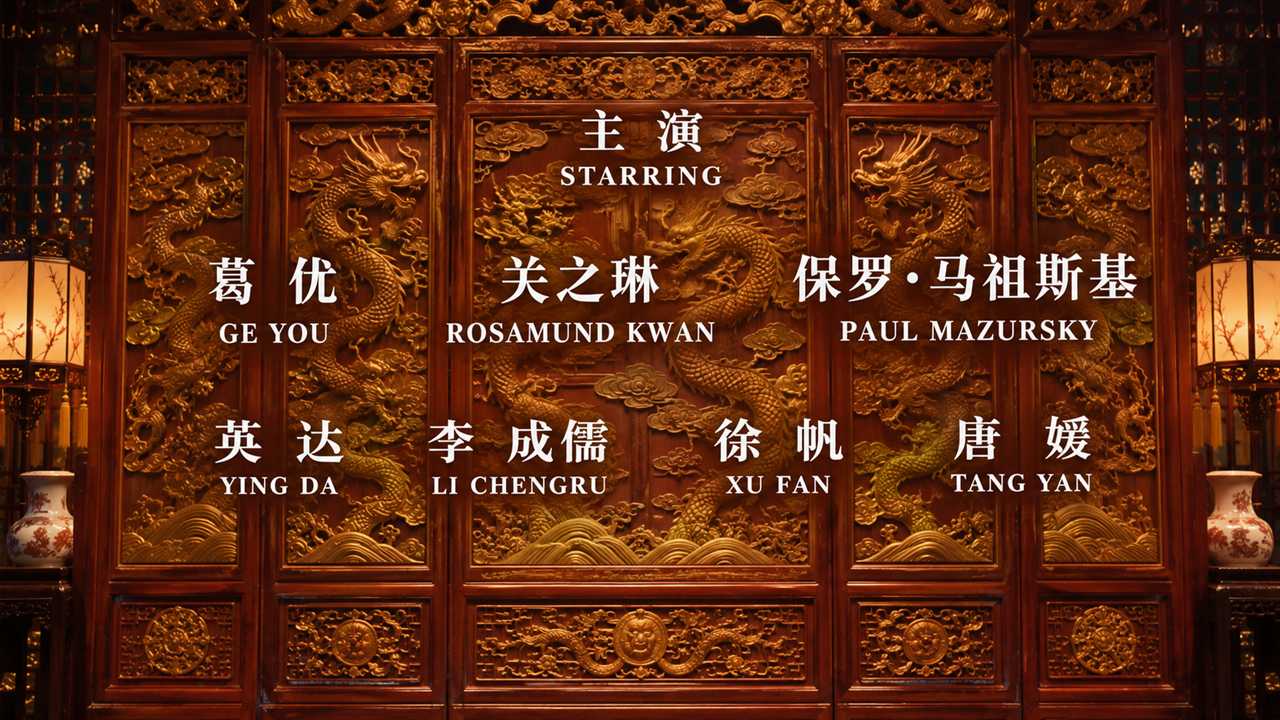 主演
STARRING
葛优 关之琳 保罗·马祖斯基
GE YOU ROSAMUND KWAN PAUL MAZURSKY
英达 李成儒 徐帆 唐媛
YING DA LI CHENGRU XU FAN TANG YAN